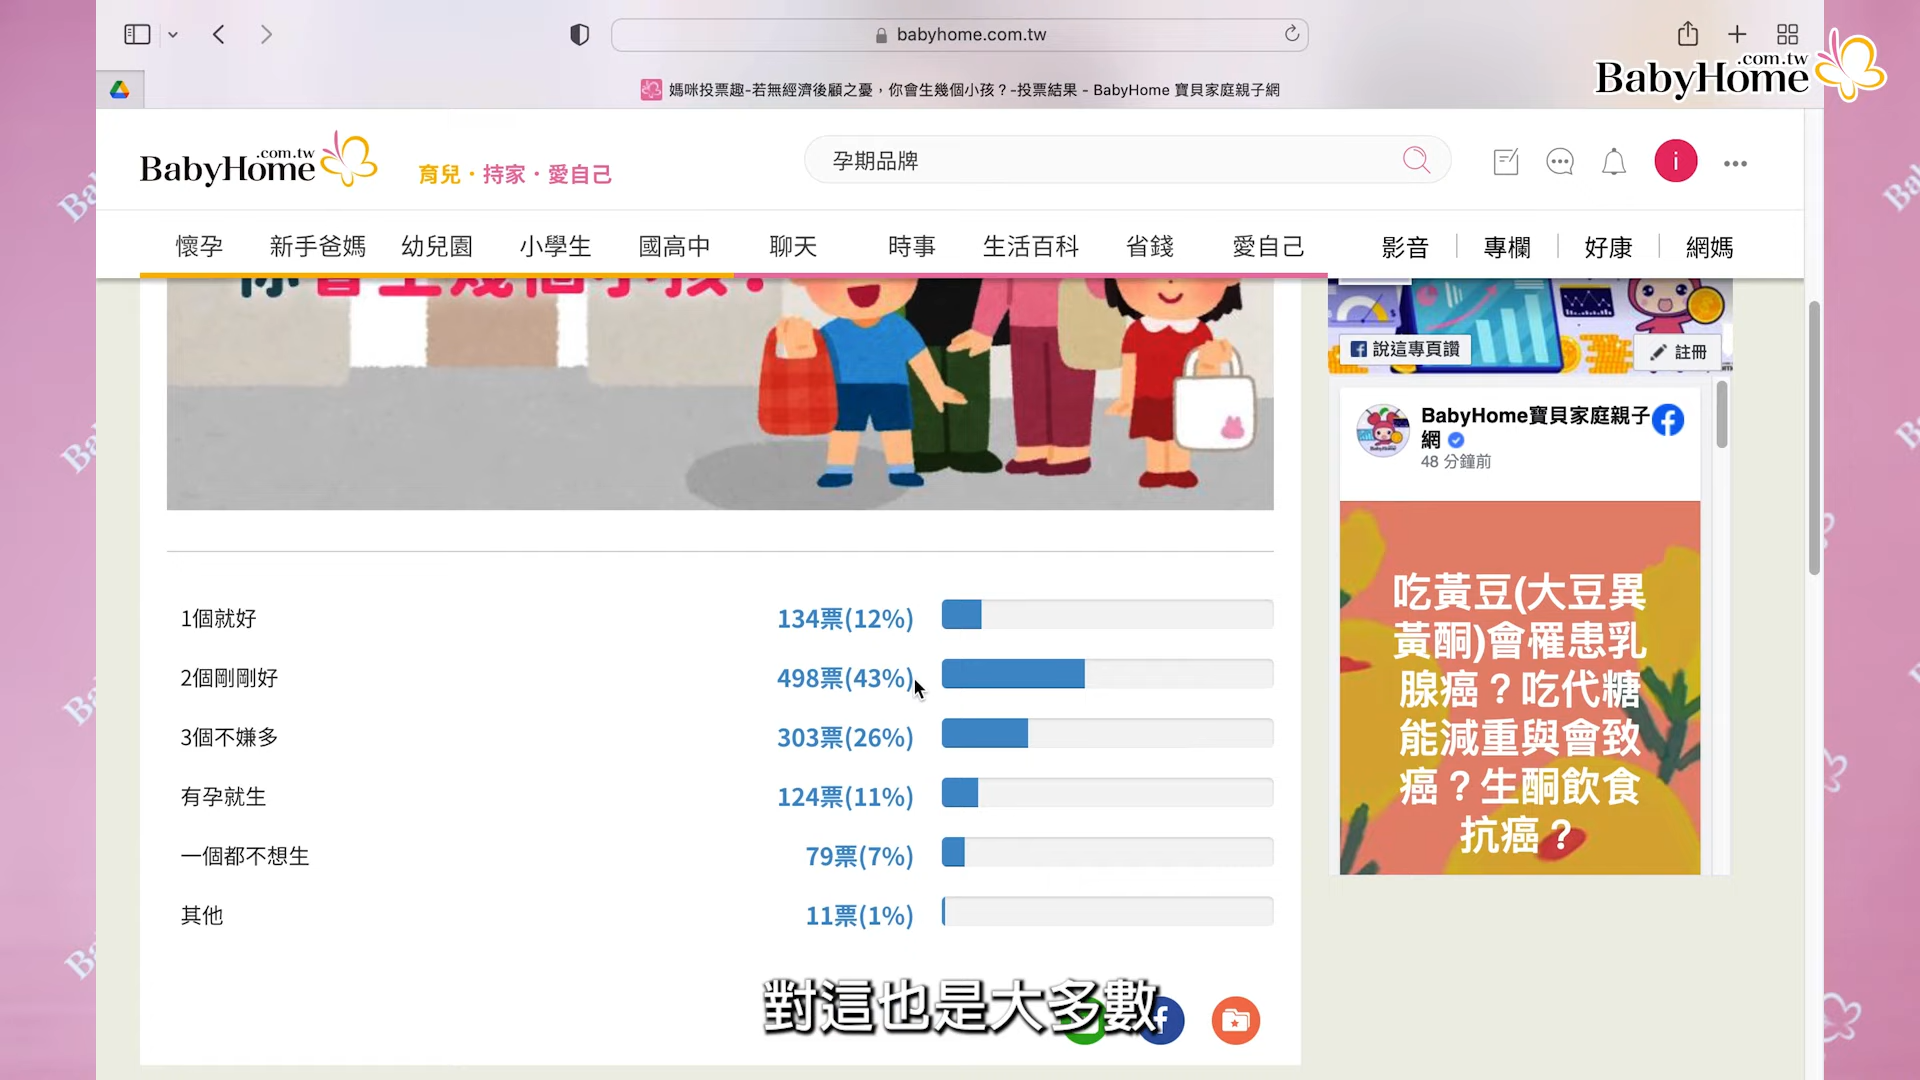 babyhome.com.tw
媽咪投票趣-若無經濟後顧之憂，你會生幾個小孩？-投票結果 - BabyHome 寶貝家庭親子網
BabyHome.com.tw
BabyHome.com.tw
育兒・持家・愛自己
孕期品牌
i
懷孕
新手爸媽
幼兒園
小學生
國高中
聊天
時事
生活百科
省錢
愛自己
影音
專欄
好康
網媽
你會生幾個小孩？
說這專頁讚
註冊
BabyHome寶貝家庭親子
網
48 分鐘前
吃黃豆(大豆異
黃酮)會罹患乳
腺癌？吃代糖
能減重與會致
癌？生酮飲食
抗癌？
1個就好 134票(12%)
2個剛剛好 498票(43%)
3個不嫌多 303票(26%)
有孕就生 124票(11%)
一個都不想生 79票(7%)
其他 11票(1%)
對這也是大多數